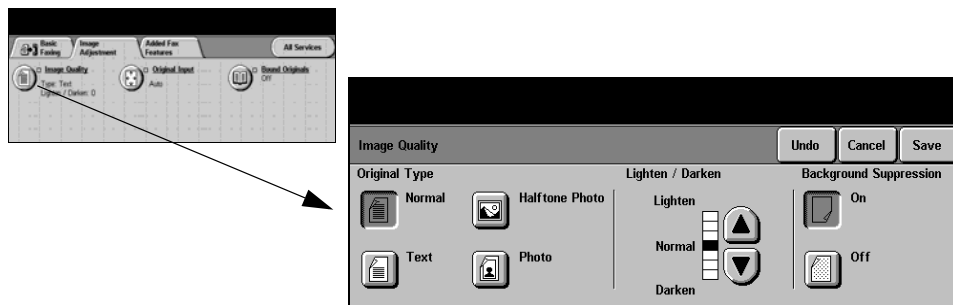 Basic Faxing
Image Adjustment
Added Fax Features
All Services
Image Quality
Type: Text
Lighten / Darken: 0
Original Input
Auto
Bound Originals
Off
Image Quality
Undo
Cancel
Save
Original Type
Normal
Halftone Photo
Text
Photo
Lighten / Darken
Lighten
Normal
Darken
Background Suppression
On
Off